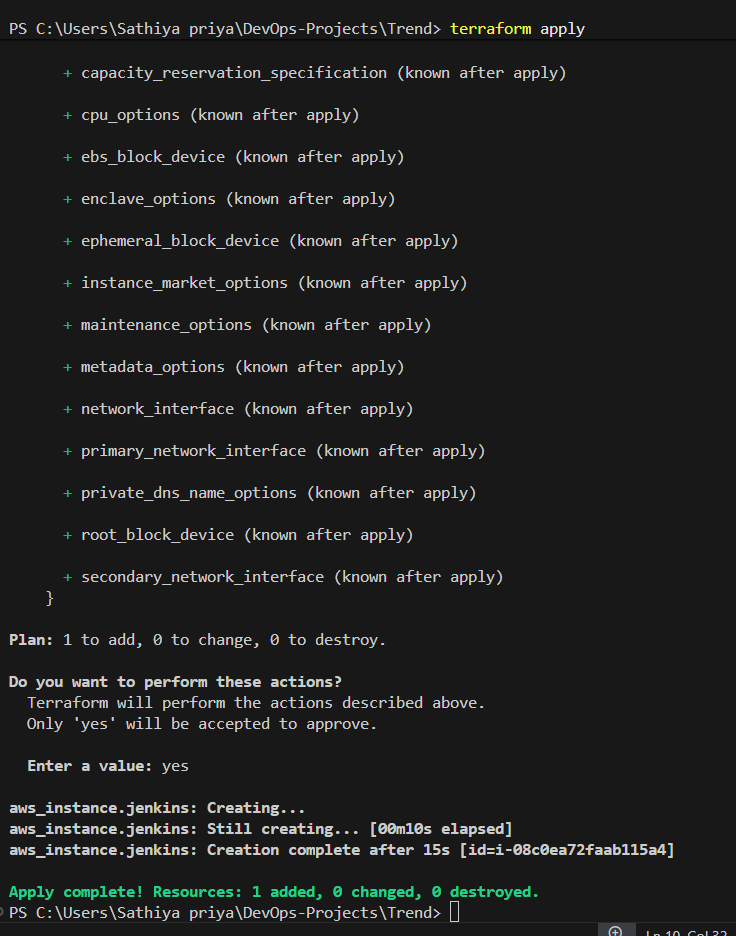 PS C:\Users\Sathiya priya\DevOps-Projects\Trend> terraform apply
+ capacity_reservation_specification (known after apply)
+ cpu_options (known after apply)
+ ebs_block_device (known after apply)
+ enclave_options (known after apply)
+ ephemeral_block_device (known after apply)
+ instance_market_options (known after apply)
+ maintenance_options (known after apply)
+ metadata_options (known after apply)
+ network_interface (known after apply)
+ primary_network_interface (known after apply)
+ private_dns_name_options (known after apply)
+ root_block_device (known after apply)
+ secondary_network_interface (known after apply)
}
Plan: 1 to add, 0 to change, 0 to destroy.
Do you want to perform these actions?
Terraform will perform the actions described above.
Only 'yes' will be accepted to approve.
Enter a value: yes
aws_instance.jenkins: Creating...
aws_instance.jenkins: Still creating... [00m10s elapsed]
aws_instance.jenkins: Creation complete after 15s [id=i-08c0ea72faab115a4]
Apply complete! Resources: 1 added, 0 changed, 0 destroyed.
PS C:\Users\Sathiya priya\DevOps-Projects\Trend>
Ln 10, Col 32